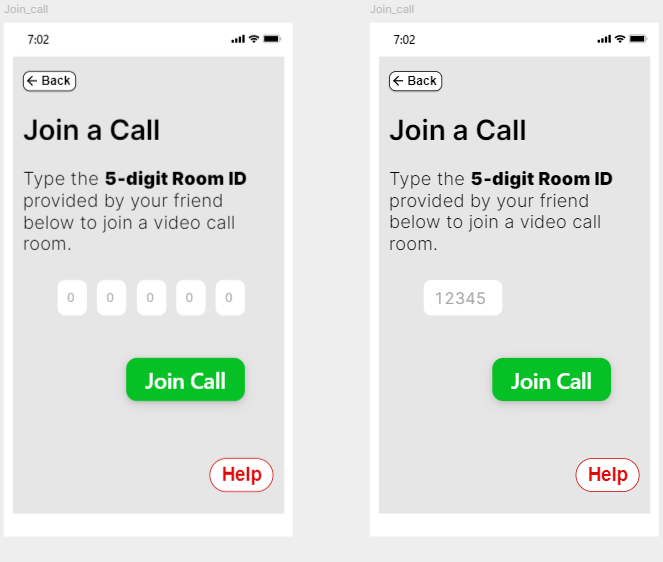 Join_call
7:02
← Back
Join a Call
Type the 5-digit Room ID
provided by your friend
below to join a video call
room.
0 0 0 0 0
Join Call
Help
Join_call
7:02
← Back
Join a Call
Type the 5-digit Room ID
provided by your friend
below to join a video call
room.
12345
Join Call
Help